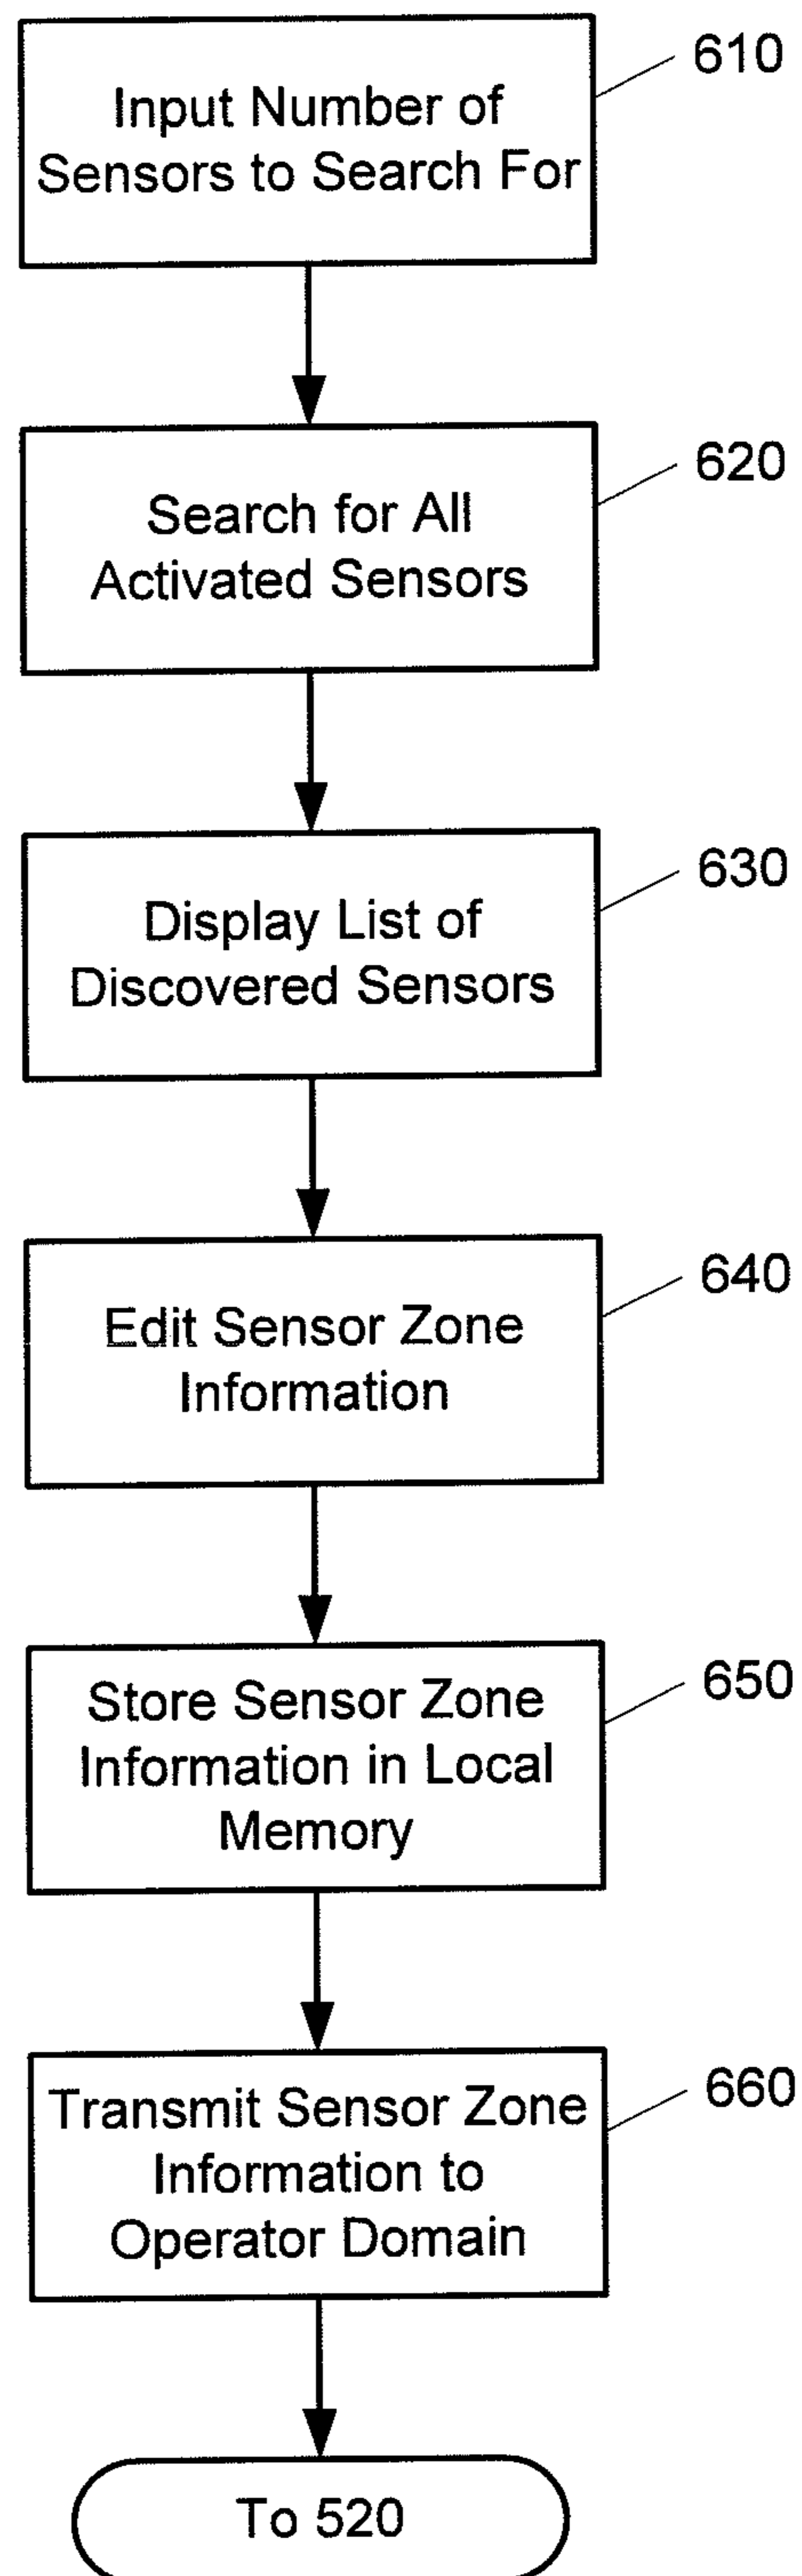 610
Input Number of
Sensors to Search For
620
Search for All
Activated Sensors
630
Display List of
Discovered Sensors
640
Edit Sensor Zone
Information
650
Store Sensor Zone
Information in Local
Memory
660
Transmit Sensor Zone
Information to
Operator Domain
To 520